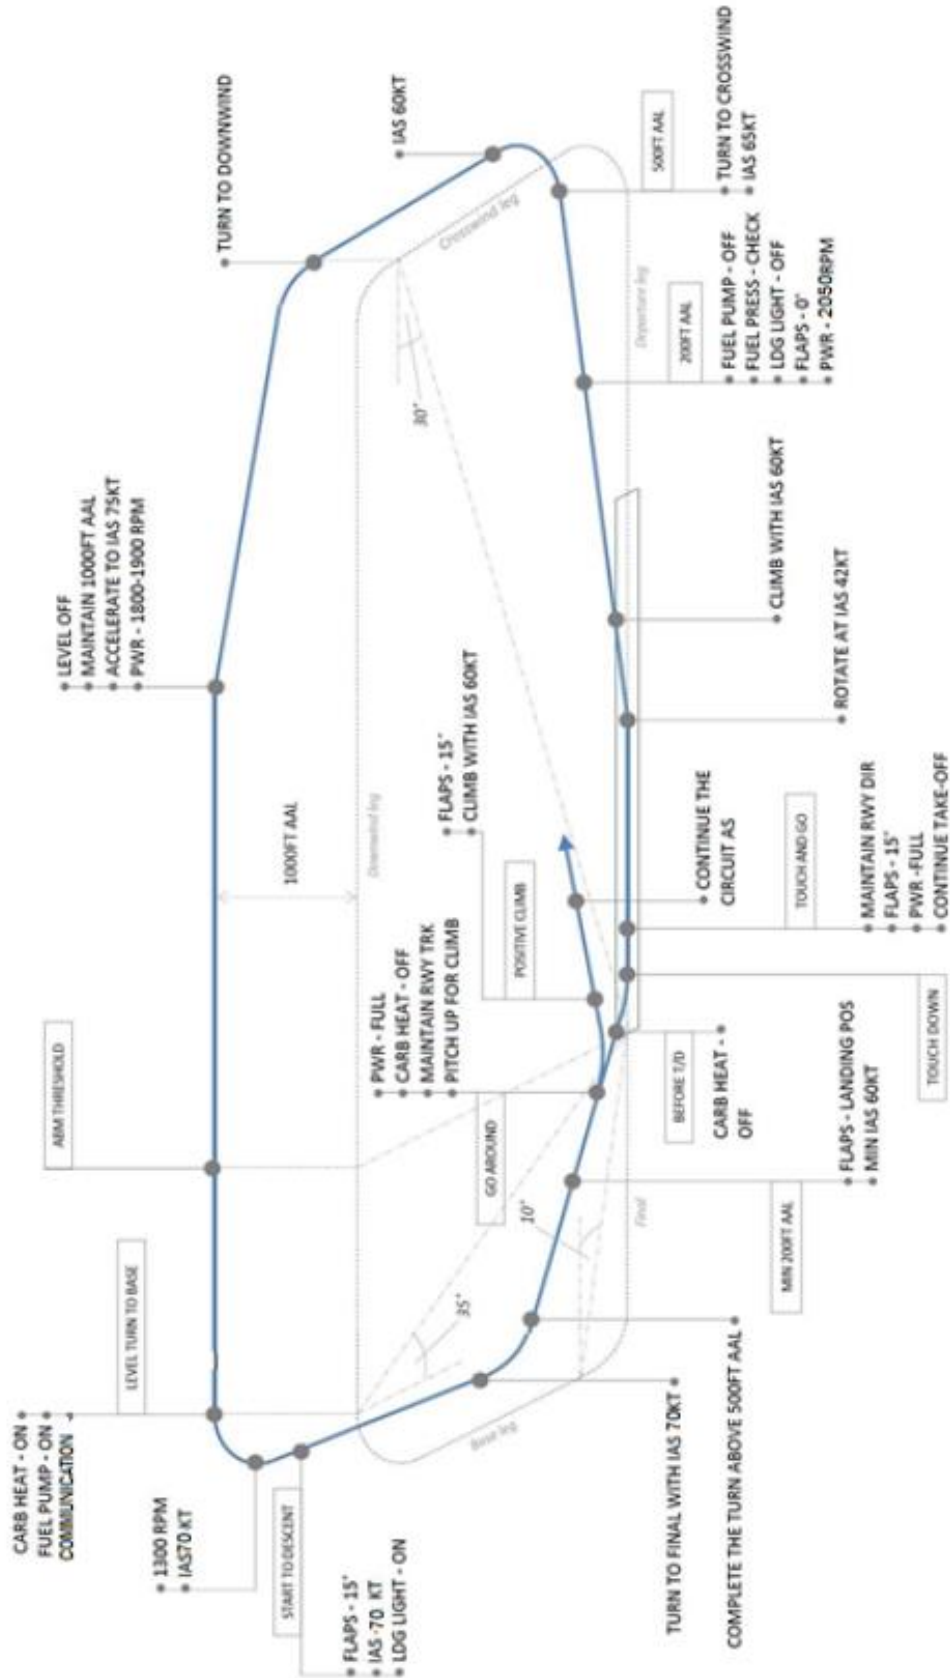 CARB HEAT - ON
FUEL PUMP - ON
COMMUNICATION
LEVEL TURN TO BASE
ABM THRESHOLD
LEVEL OFF
MAINTAIN 1000FT AAL
ACCELERATE TO IAS 75KT
PWR - 1800-1900 RPM
TURN TO DOWNWIND
1300 RPM
IAS70 KT
START TO DESCENT
FLAPS - 15°
IAS -70 KT
LDG LIGHT - ON
1000FT AAL
Downwind leg
IAS 60KT
Crosswind leg
30°
PWR - FULL
CARB HEAT - OFF
MAINTAIN RWY TRK
PITCH UP FOR CLIMB
GO AROUND
FLAPS - 15°
CLIMB WITH IAS 60KT
POSITIVE CLIMB
35°
10°
Base leg
Final
Departure leg
TURN TO FINAL WITH IAS 70KT
COMPLETE THE TURN ABOVE 500FT AAL
MIN 200FT AAL
FLAPS - LANDING POS
MIN IAS 60KT
BEFORE T/D
CARB HEAT -
OFF
TOUCH DOWN
CONTINUE THE
CIRCUIT AS
TOUCH AND GO
MAINTAIN RWY DIR
FLAPS - 15°
PWR -FULL
CONTINUE TAKE-OFF
ROTATE AT IAS 42KT
CLIMB WITH IAS 60KT
200FT AAL
FUEL PUMP - OFF
FUEL PRESS - CHECK
LDG LIGHT - OFF
FLAPS - 0°
PWR - 2050RPM
500FT AAL
TURN TO CROSSWIND
IAS 65KT